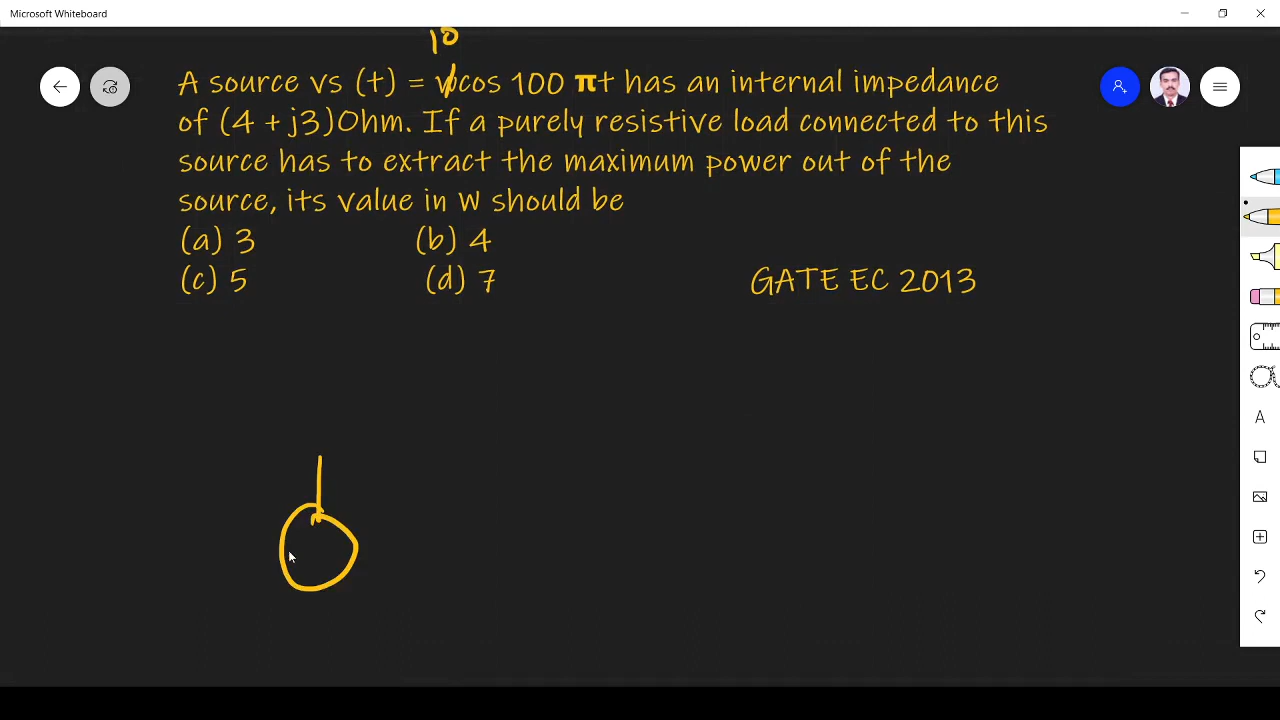 Microsoft Whiteboard
10
A source vs (t) = cos 100 πt has an internal impedance
of (4 + j3)Ohm. If a purely resistive load connected to this
source has to extract the maximum power out of the
source, its value in W should be
(a) 3 (b) 4
(c) 5 (d) 7 GATE EC 2013
A